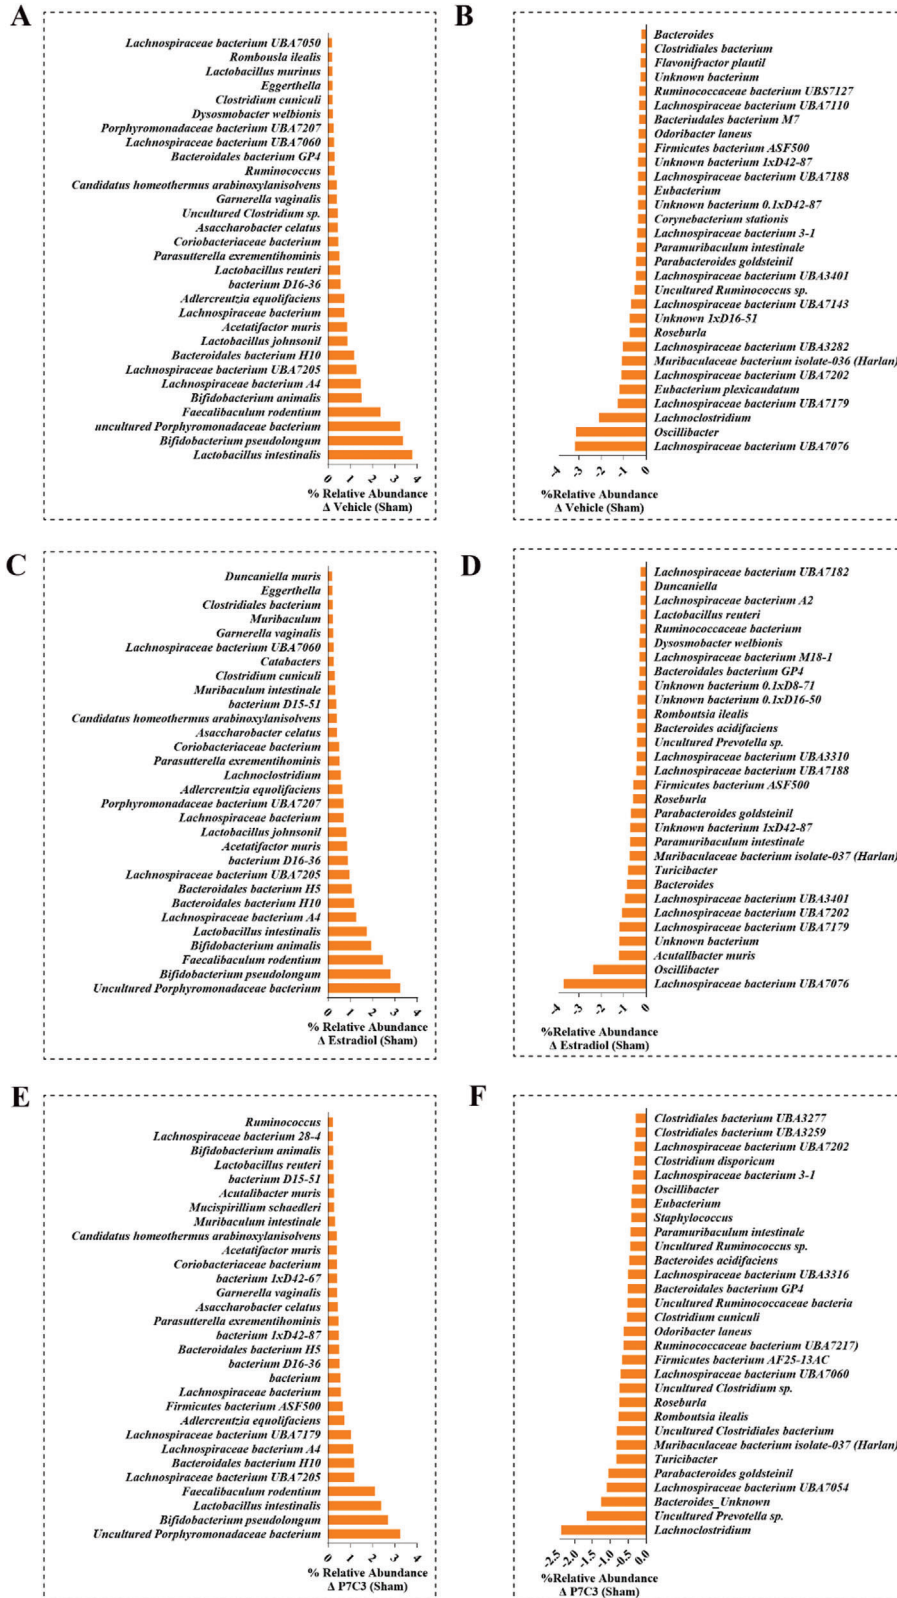 A
Lachnospiraceae bacterium UBA7050
Rombousla ilealis
Lactobacillus murinus
Eggerthella
Clostridium cuniculi
Dysosmobacter welbionis
Porphyromonadaceae bacterium UBA7207
Lachnospiraceae bacterium UBA7060
Bacteroidales bacterium GP4
Ruminococcus
Candidatus homeothermus arabinoxylanisolvens
Garnerella vaginalis
Uncultured Clostridium sp.
Asaccharobacter celatus
Coriobacteriaceae bacterium
Parasutterella exrementihominis
Lactobacillus reuteri
bacterium D16-36
Adlercreutzia equolifaciens
Lachnospiraceae bacterium
Acetatifactor muris
Lactobacillus johnsonil
Bacteroidales bacterium H10
Lachnospiraceae bacterium UBA7205
Lachnospiraceae bacterium A4
Bifidobacterium animalis
Faecalibaculum rodentium
uncultured Porphyromonadaceae bacterium
Bifidobacterium pseudolongum
Lactobacillus intestinalis
0 1 2 3 4
% Relative Abundance
Δ Vehicle (Sham)
B
Bacteroides
Clostridiales bacterium
Flavonifractor plautil
Unknown bacterium
Ruminococcaceae bacterium UBS7127
Lachnospiraceae bacterium UBA7110
Bacteriudales bacterium M7
Odoribacter laneus
Firmicutes bacterium ASF500
Unknown bacterium 1xD42-87
Lachnospiraceae bacterium UBA7188
Eubacterium
Unknown bacterium 0.1xD42-87
Corynebacterium stationis
Lachnospiraceae bacterium 3-1
Paramuribaculum intestinale
Parabacteroides goldsteinil
Lachnospiraceae bacterium UBA3401
Uncultured Ruminococcus sp.
Lachnospiraceae bacterium UBA7143
Unknown 1xD16-51
Roseburla
Lachnospiraceae bacterium UBA3282
Muribaculaceae bacterium isolate-036 (Harlan)
Lachnospiraceae bacterium UBA7202
Eubacterium plexicaudatum
Lachnospiraceae bacterium UBA7179
Lachnoclostridium
Oscillibacter
Lachnospiraceae bacterium UBA7076
-4 -3 -2 -1 0
%Relative Abundance
Δ Vehicle (Sham)
C
Duncaniella muris
Eggerthella
Clostridiales bacterium
Muribaculum
Garnerella vaginalis
Lachnospiraceae bacterium UBA7060
Catabacters
Clostridium cuniculi
Muribaculum intestinale
bacterium D15-51
Candidatus homeothermus arabinoxylanisolvens
Asaccharobacter celatus
Coriobacteriaceae bacterium
Parasutterella exrementihominis
Lachnoclostridium
Adlercreutzia equolifaciens
Porphyromonadaceae bacterium UBA7207
Lachnospiraceae bacterium
Lactobacillus johnsonil
Acetatifactor muris
bacterium D16-36
Lachnospiraceae bacterium UBA7205
Bacteroidales bacterium H5
Bacteroidales bacterium H10
Lachnospiraceae bacterium A4
Lactobacillus intestinalis
Bifidobacterium animalis
Faecalibaculum rodentium
Bifidobacterium pseudolongum
Uncultured Porphyromonadaceae bacterium
0 1 2 3 4
% Relative Abundance
Δ Estradiol (Sham)
D
Lachnospiraceae bacterium UBA7182
Duncaniella
Lachnospiraceae bacterium A2
Lactobacillus reuteri
Ruminococcaceae bacterium
Dysosmobacter welbionis
Lachnospiraceae bacterium M18-1
Bacteroidales bacterium GP4
Unknown bacterium 0.1xD8-71
Unknown bacterium 0.1xD16-50
Romboutsia ilealis
Bacteroides acidifaciens
Uncultured Prevotella sp.
Lachnospiraceae bacterium UBA3310
Lachnospiraceae bacterium UBA7188
Firmicutes bacterium ASF500
Roseburla
Parabacteroides goldsteinil
Unknown bacterium 1xD42-87
Paramuribaculum intestinale
Muribaculaceae bacterium isolate-037 (Harlan)
Turicibacter
Bacteroides
Lachnospiraceae bacterium UBA3401
Lachnospiraceae bacterium UBA7202
Lachnospiraceae bacterium UBA7179
Unknown bacterium
Acutallbacter muris
Oscillibacter
Lachnospiraceae bacterium UBA7076
-4 -3 -2 -1 0
%Relative Abundance
Δ Estradiol (Sham)
E
Ruminococcus
Lachnospiraceae bacterium 28-4
Bifidobacterium animalis
Lactobacillus reuteri
bacterium D15-51
Acutalibacter muris
Mucispirillium schaedleri
Muribaculum intestinale
Candidatus homeothermus arabinoxylanisolvens
Acetatifactor muris
Coriobacteriaceae bacterium
bacterium 1xD42-67
Garnerella vaginalis
Asaccharobacter celatus
Parasutterella exrementihominis
bacterium 1xD42-87
Bacteroidales bacterium H5
bacterium D16-36
bacterium
Lachnospiraceae bacterium
Firmicutes bacterium ASF500
Adlercreutzia equolifaciens
Lachnospiraceae bacterium UBA7179
Lachnospiraceae bacterium A4
Bacteroidales bacterium H10
Lachnospiraceae bacterium UBA7205
Faecalibaculum rodentium
Lactobacillus intestinalis
Bifidobacterium pseudolongum
Uncultured Porphyromonadaceae bacterium
0 1 2 3 4
% Relative Abundance
Δ P7C3 (Sham)
F
Clostridiales bacterium UBA3277
Clostridiales bacterium UBA3259
Lachnospiraceae bacterium UBA7202
Clostridium disporicum
Lachnospiraceae bacterium 3-1
Oscillibacter
Eubacterium
Staphylococcus
Paramuribaculum intestinale
Uncultured Ruminococcus sp.
Bacteroides acidifaciens
Lachnospiraceae bacterium UBA3316
Bacteroidales bacterium GP4
Uncultured Ruminococcaceae bacteria
Clostridium cuniculi
Odoribacter laneus
Ruminococcaceae bacterium UBA7217)
Firmicutes bacterium AF25-13AC
Lachnospiraceae bacterium UBA7060
Uncultured Clostridium sp.
Roseburla
Romboutsia ilealis
Uncultured Clostridiales bacterium
Muribaculaceae bacterium isolate-037 (Harlan)
Turicibacter
Parabacteroides goldsteinil
Lachnospiraceae bacterium UBA7054
Bacteroides_Unknown
Uncultured Prevotella sp.
Lachnoclostridium
-2.5 -2.0 -1.5 -1.0 -0.5 0.0
%Relative Abundance
Δ P7C3 (Sham)